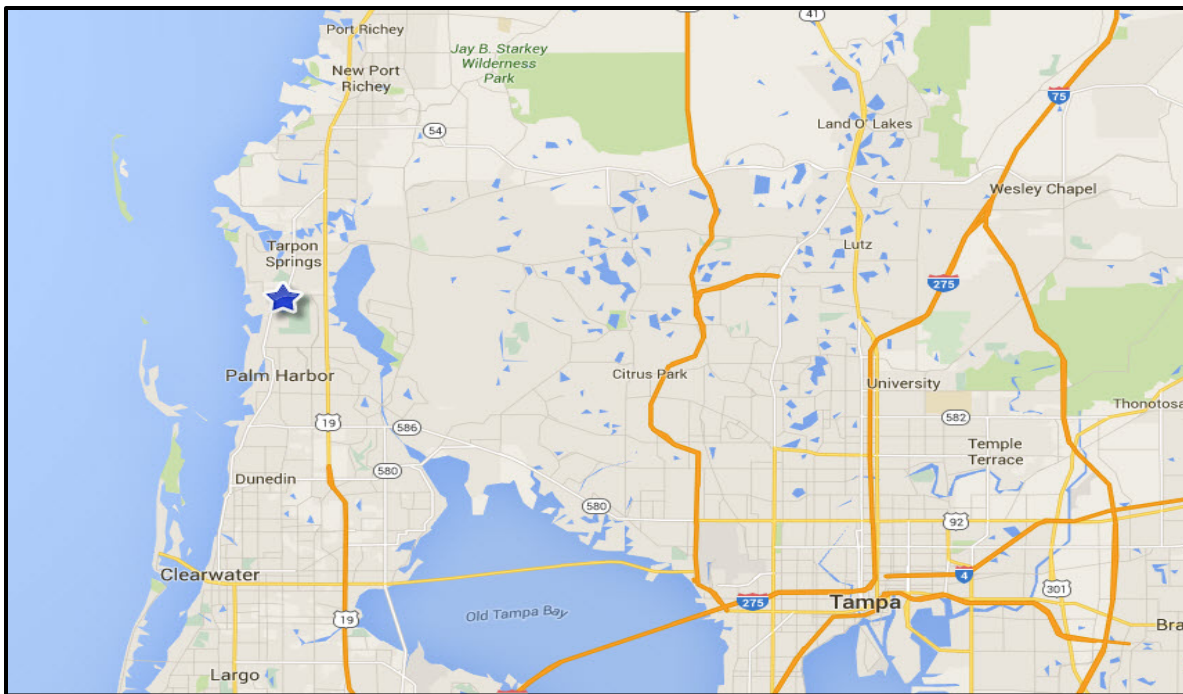 41
Port Richey
Jay B. Starkey
Wilderness
Park
New Port
Richey
75
Land O' Lakes
54
Wesley Chapel
Tarpon
Springs
Lutz
275
Citrus Park
Palm Harbor
University
Thonotosa
582
19
586
Temple
Terrace
580
Dunedin
580
92
Clearwater
4
301
275
Tampa
Old Tampa Bay
19
Bra
Largo